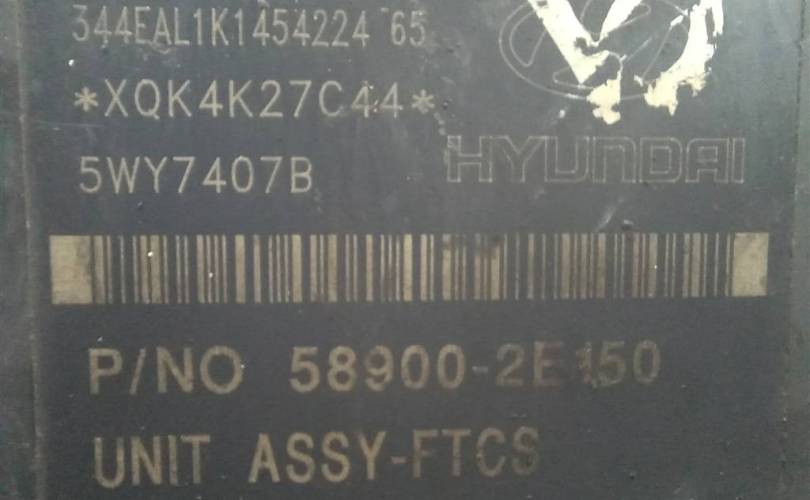 344EAL1K1454224 65
*XQK4K27C44*
5WY7407B
HYUNDAI
P/NO 58900-2E150
UNIT ASSY-FTCS